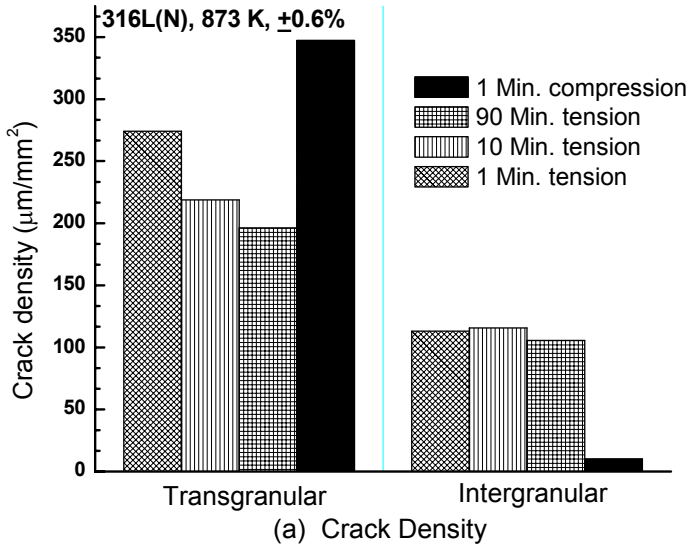 316L(N), 873 K, ±0.6%
350
300
250
200
150
100
50
0
Crack density (μm/mm²)
1 Min. compression
90 Min. tension
10 Min. tension
1 Min. tension
Transgranular
Intergranular
(a) Crack Density